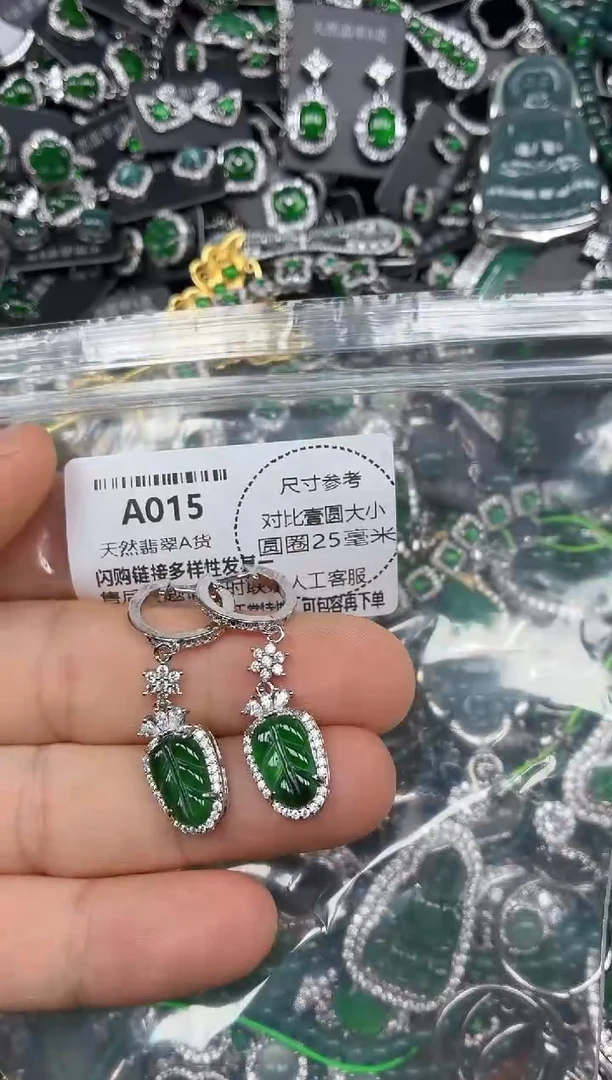 A015
天然翡翠A货
闪购链接多样性发
尺寸参考
对比壹圆大小
圆圈25毫米
人工客服
可包容再下单